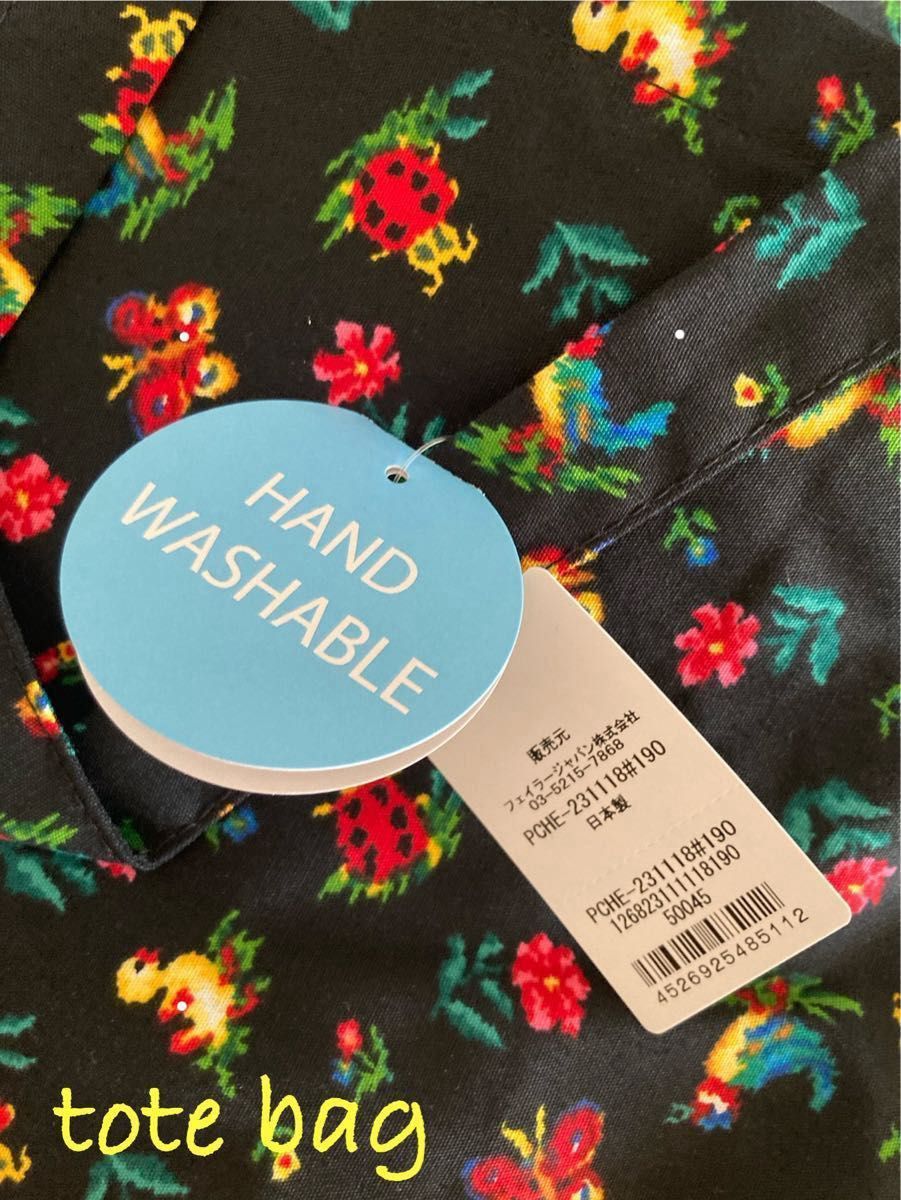 HAND
WASHABLE
販売元
フェイラージャパン株式会社
03-5215-7868
PCHE-231118#190
日本製
PCHE-231118#190
126823111118190
50045
4526925485112
tote bag